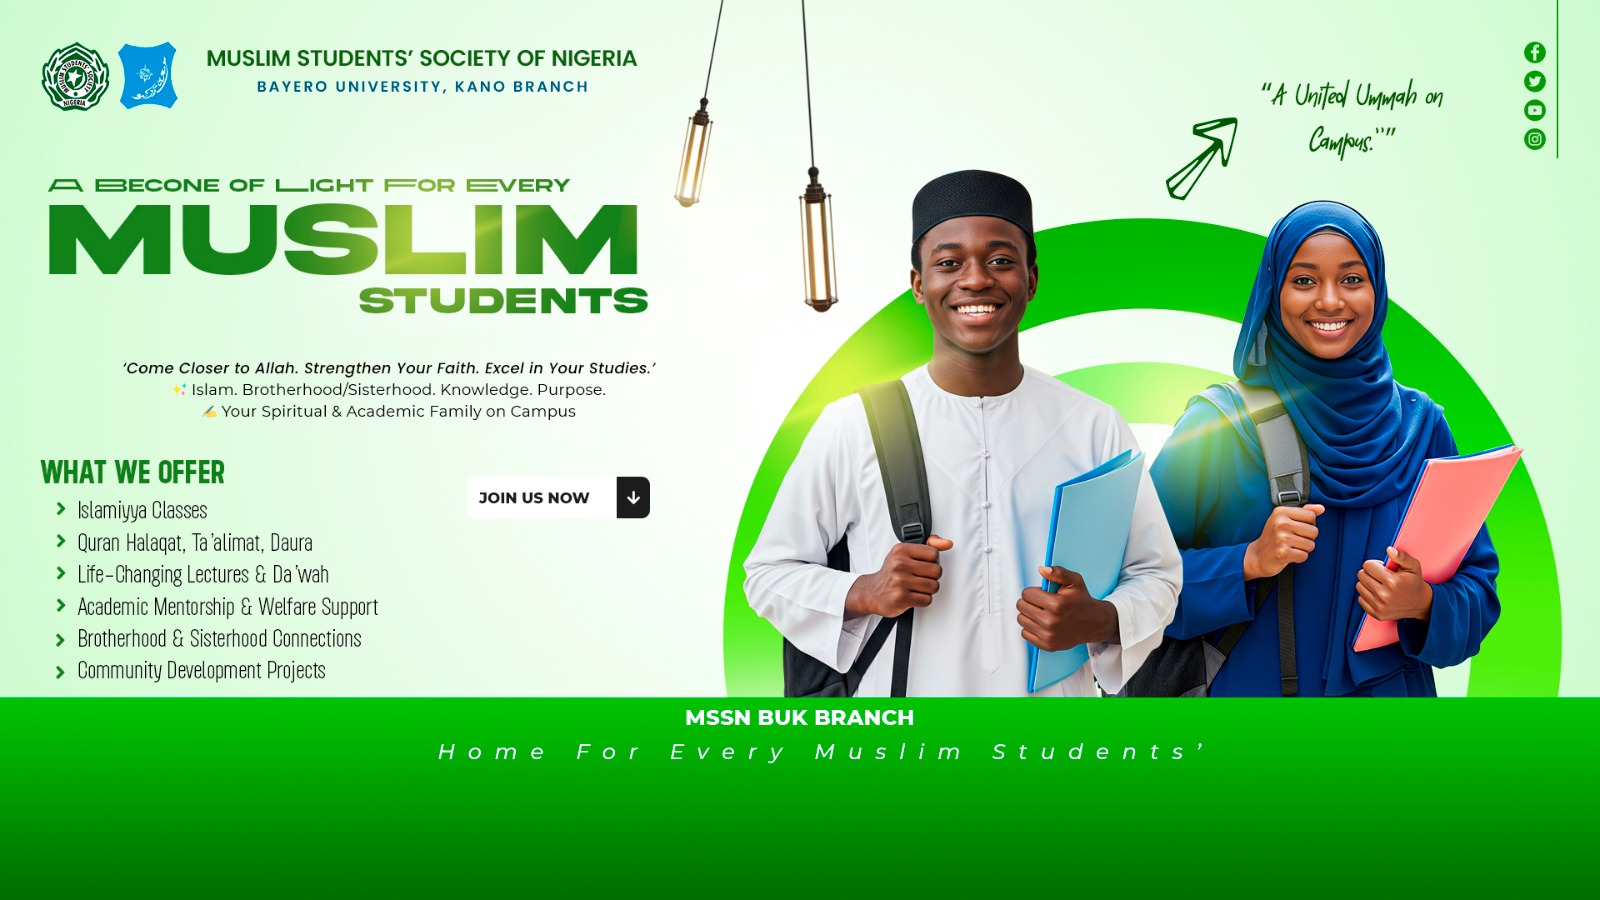 MUSLIM STUDENTS' SOCIETY OF NIGERIA
BAYERO UNIVERSITY, KANO BRANCH
MUSLIM STUDENTS' SOCIETY
NIGERIA
"A United Ummah on
Campus.`"”
A BECONE OF LIGHT FOR EVERY
MUSLIM
STUDENTS
‘Come Closer to Allah. Strengthen Your Faith. Excel in Your Studies.’
✨ Islam. Brotherhood/Sisterhood. Knowledge. Purpose.
✍️ Your Spiritual & Academic Family on Campus
WHAT WE OFFER
Islamiyya Classes
Quran Halaqat, Ta'alimat, Daura
Life-Changing Lectures & Da'wah
Academic Mentorship & Welfare Support
Brotherhood & Sisterhood Connections
Community Development Projects
JOIN US NOW
MSSN BUK BRANCH
Home For Every Muslim Students’